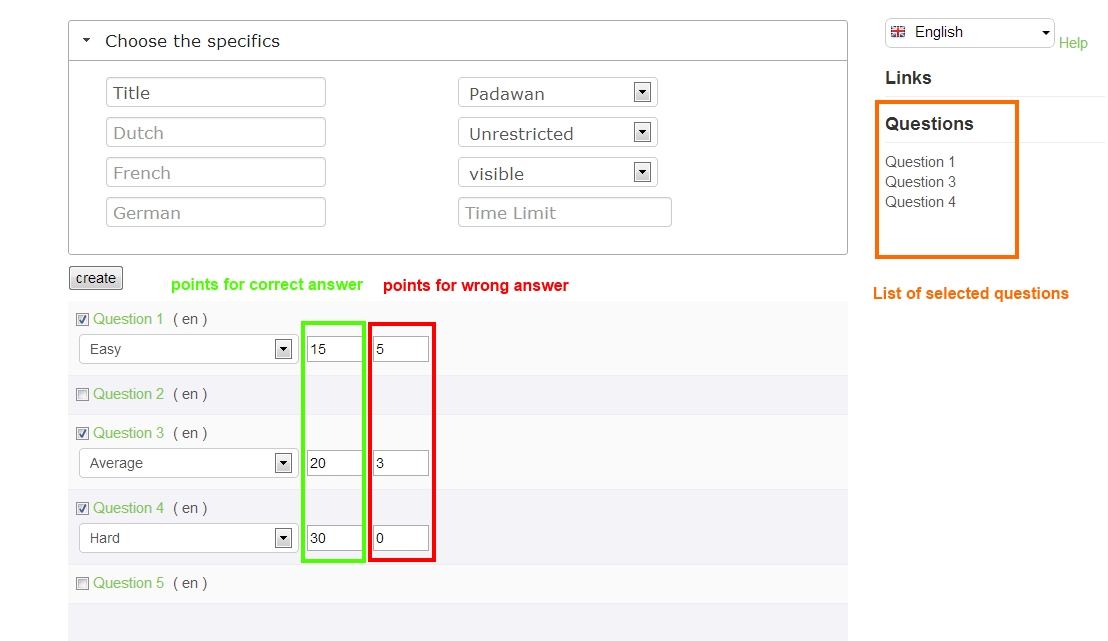 Choose the specifics
Title
Padawan
Dutch
Unrestricted
French
visible
German
Time Limit
create
points for correct answer
points for wrong answer
Question 1 ( en )
Easy
15
5
Question 2 ( en )
Question 3 ( en )
Average
20
3
Question 4 ( en )
Hard
30
0
Question 5 ( en )
English
Help
Links
Questions
Question 1
Question 3
Question 4
List of selected questions